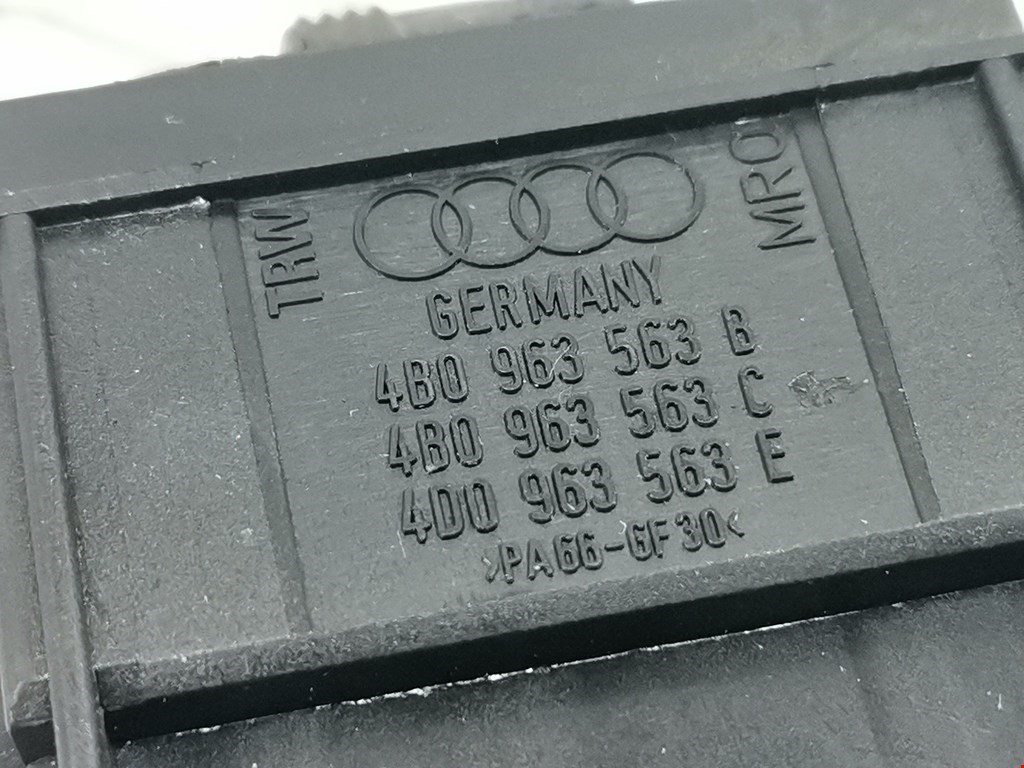 TRW
MRO
GERMANY
4B0 963 563 B
4B0 963 563 C
4D0 963 563 E
>PA66-GF30<